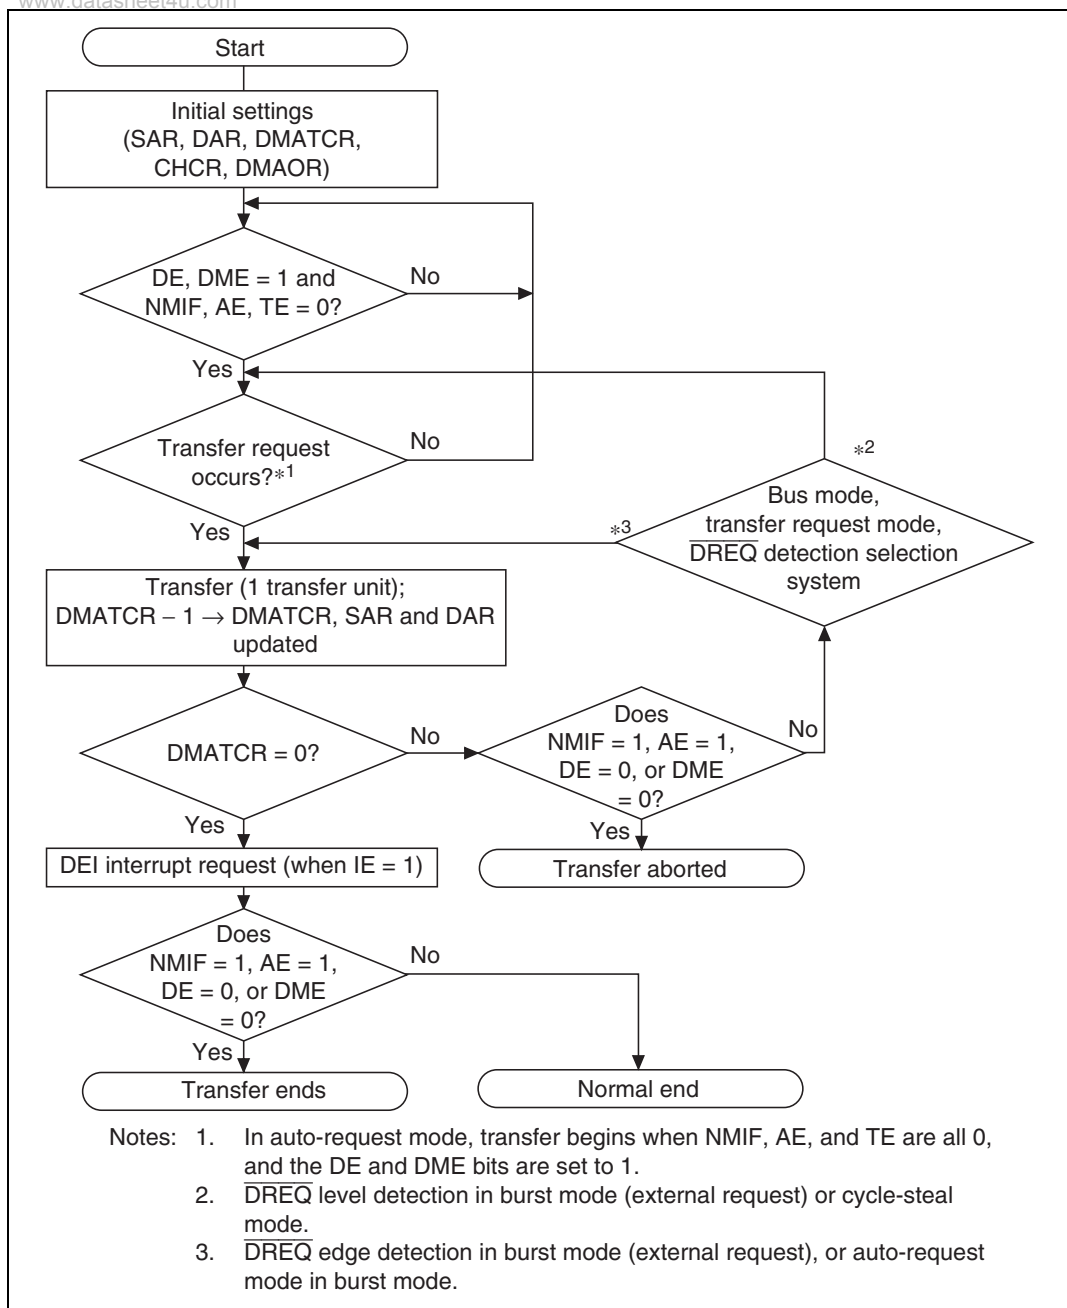 www.datasheet4u.com
Start
Initial settings
(SAR, DAR, DMATCR,
CHCR, DMAOR)
DE, DME = 1 and
NMIF, AE, TE = 0?
No
Yes
Transfer request
occurs?*1
No
Yes
*2
Bus mode,
transfer request mode,
DREQ detection selection
system
*3
Transfer (1 transfer unit);
DMATCR – 1 → DMATCR, SAR and DAR
updated
DMATCR = 0?
No
Does
NMIF = 1, AE = 1,
DE = 0, or DME
= 0?
No
Yes
Yes
DEI interrupt request (when IE = 1)
Transfer aborted
Does
NMIF = 1, AE = 1,
DE = 0, or DME
= 0?
No
Yes
Transfer ends
Normal end
Notes: 1. In auto-request mode, transfer begins when NMIF, AE, and TE are all 0,
and the DE and DME bits are set to 1.
2. DREQ level detection in burst mode (external request) or cycle-steal
mode.
3. DREQ edge detection in burst mode (external request), or auto-request
mode in burst mode.